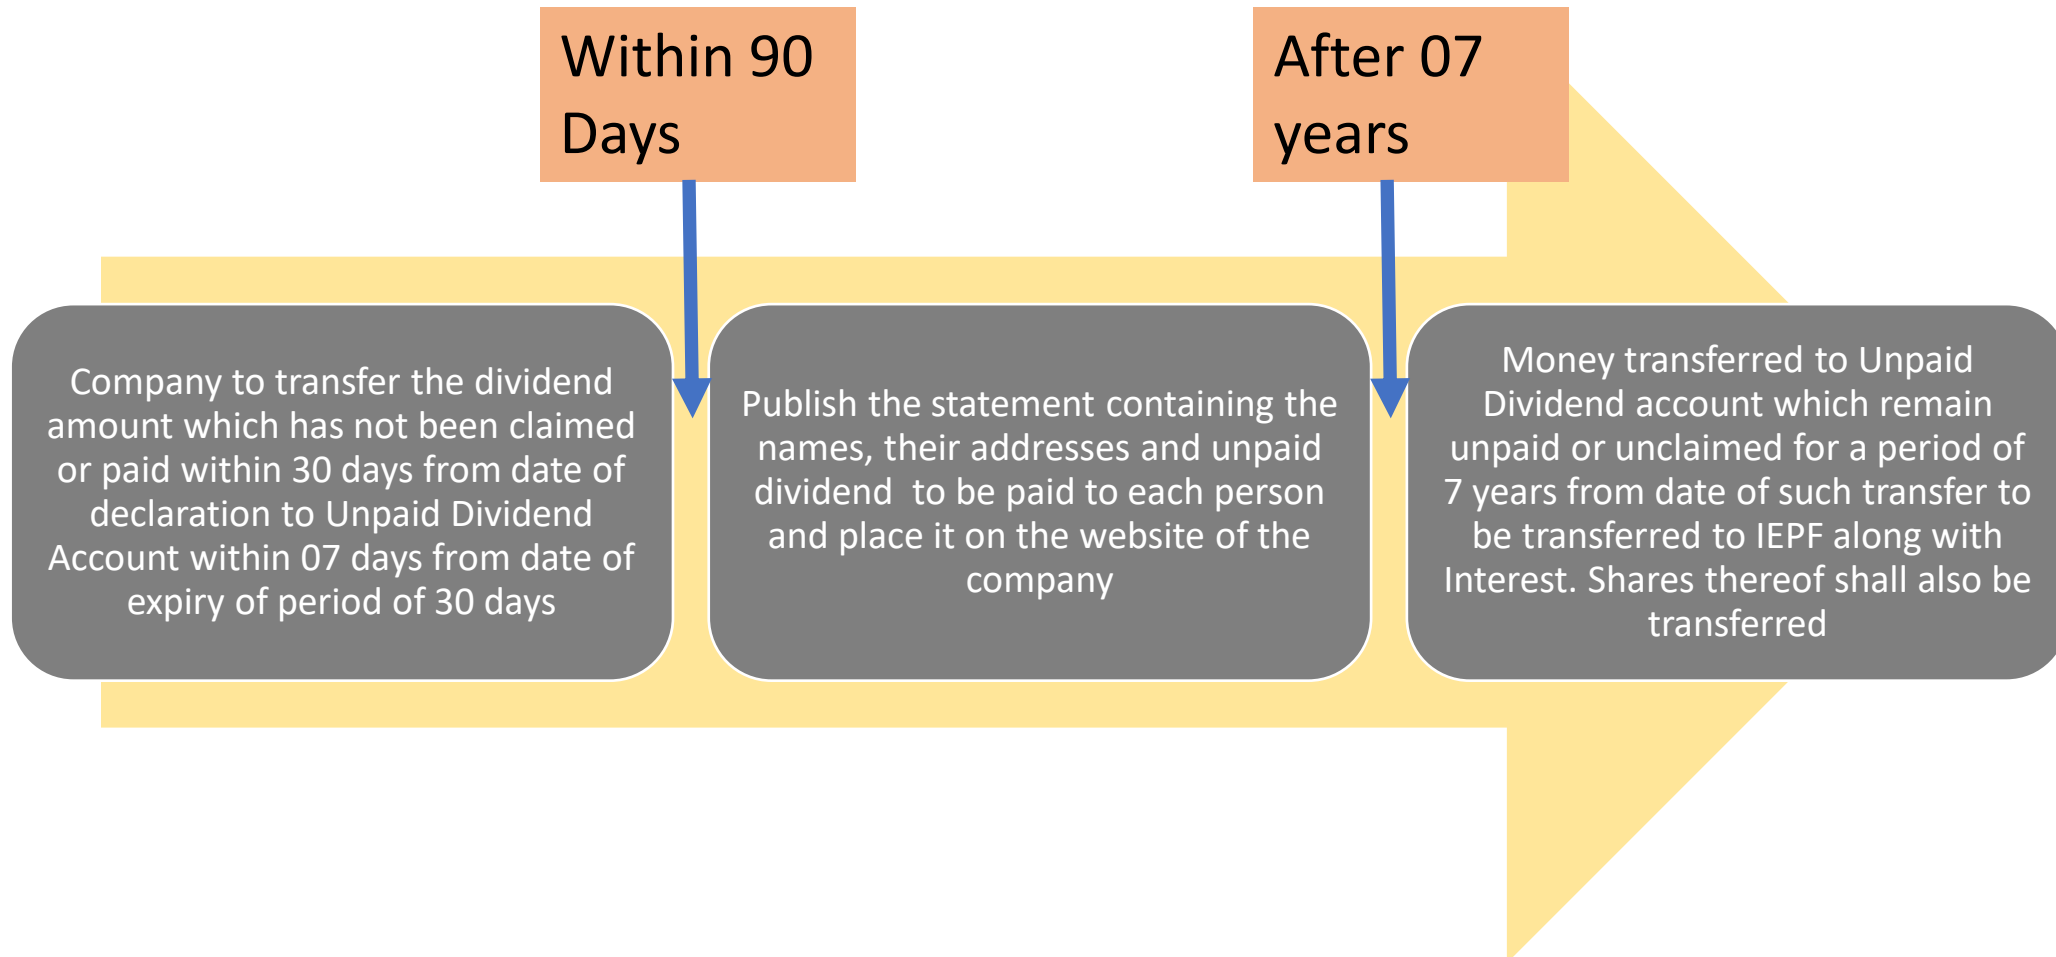 Within 90
Days
After 07
years
Company to transfer the dividend
amount which has not been claimed
or paid within 30 days from date of
declaration to Unpaid Dividend
Account within 07 days from date of
expiry of period of 30 days
Publish the statement containing the
names, their addresses and unpaid
dividend  to be paid to each person
and place it on the website of the
company
Money transferred to Unpaid
Dividend account which remain
unpaid or unclaimed for a period of
7 years from date of such transfer to
be transferred to IEPF along with
Interest. Shares thereof shall also be
transferred